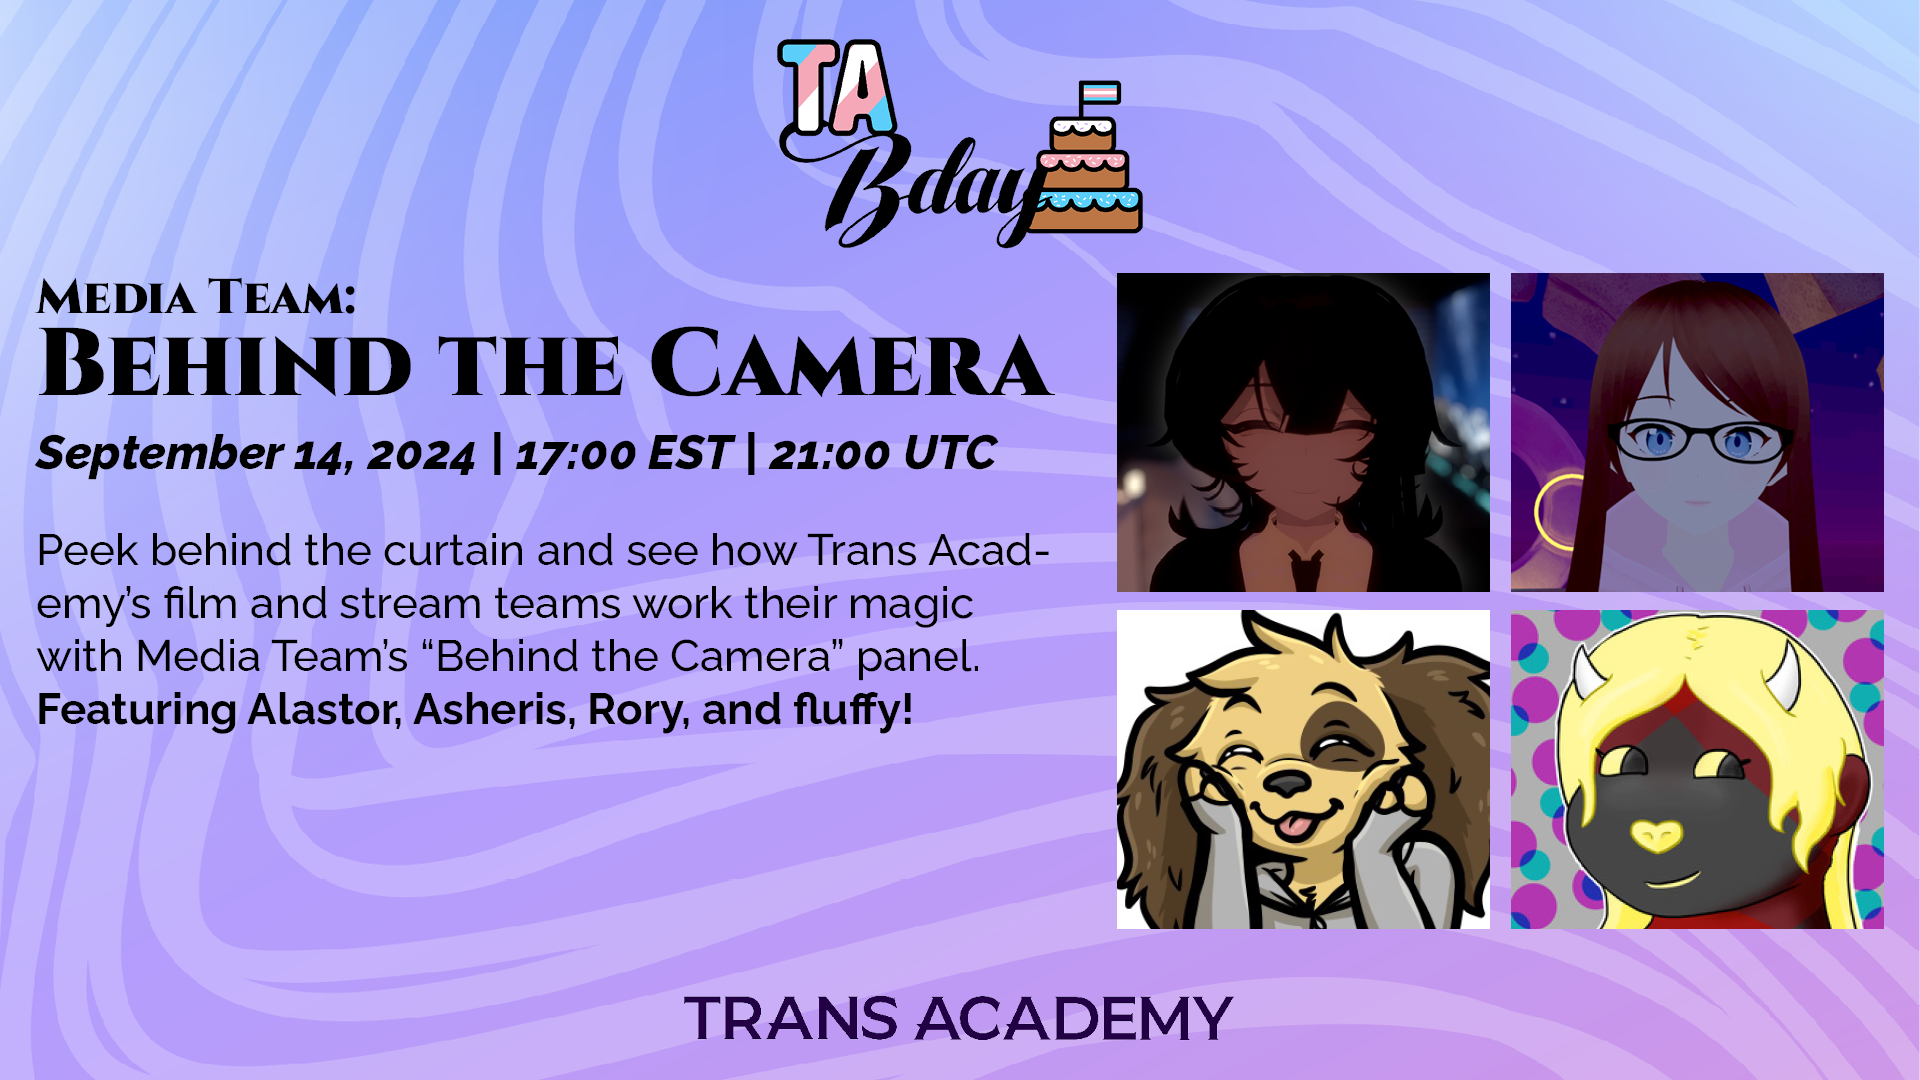 TA
Bday
Media Team:
Behind the Camera
September 14, 2024 | 17:00 EST | 21:00 UTC
Peek behind the curtain and see how Trans Acad-
emy’s film and stream teams work their magic
with Media Team’s “Behind the Camera” panel.
Featuring Alastor, Asheris, Rory, and fluffy!
TRANS ACADEMY